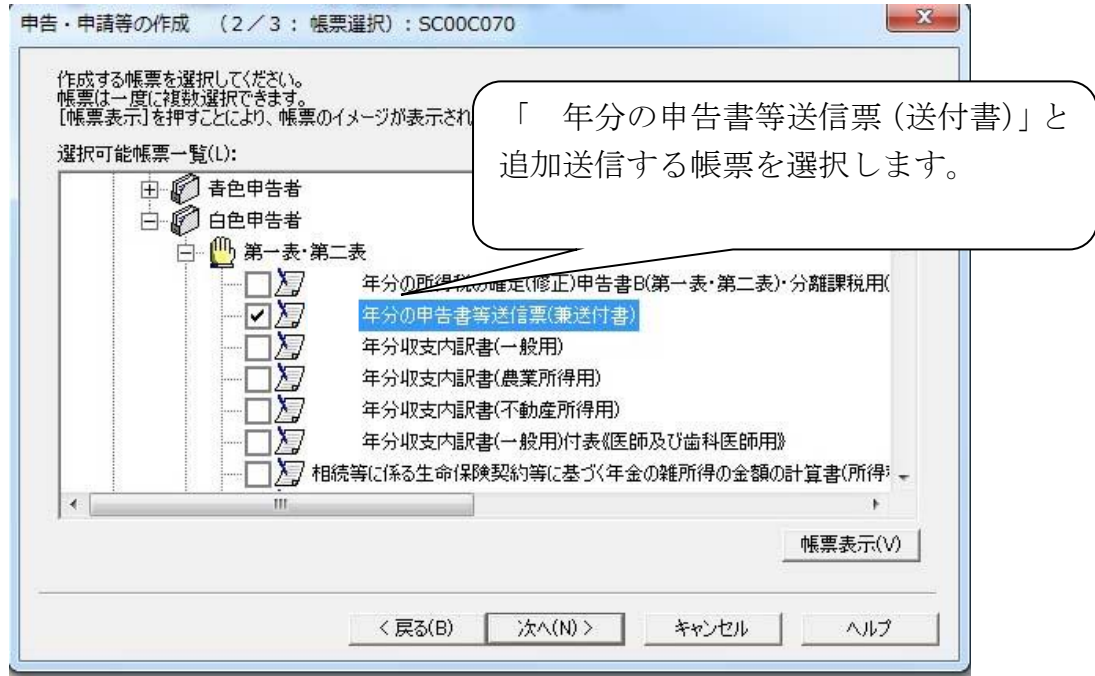 申告・申請等の作成 (2/3：帳票選択)：SC00C070
作成する帳票を選択してください。
帳票は一度に複数選択できます。
[帳票表示]を押すことにより、帳票のイメージが表示され
「　年分の申告書等送信票（送付書）」と
追加送信する帳票を選択します。
選択可能帳票一覧(L):
青色申告者
白色申告者
第一表・第二表
年分の所得税の確定(修正)申告書B(第一表・第二表)・分離課税用(
年分の申告書等送信票(兼送付書)
年分収支内訳書(一般用)
年分収支内訳書(農業所得用)
年分収支内訳書(不動産所得用)
年分収支内訳書(一般用)付表《医師及び歯科医師用》
相続等に係る生命保険契約等に基づく年金の雑所得の金額の計算書(所得
帳票表示(V)
< 戻る(B)
次へ(N) >
キャンセル
ヘルプ